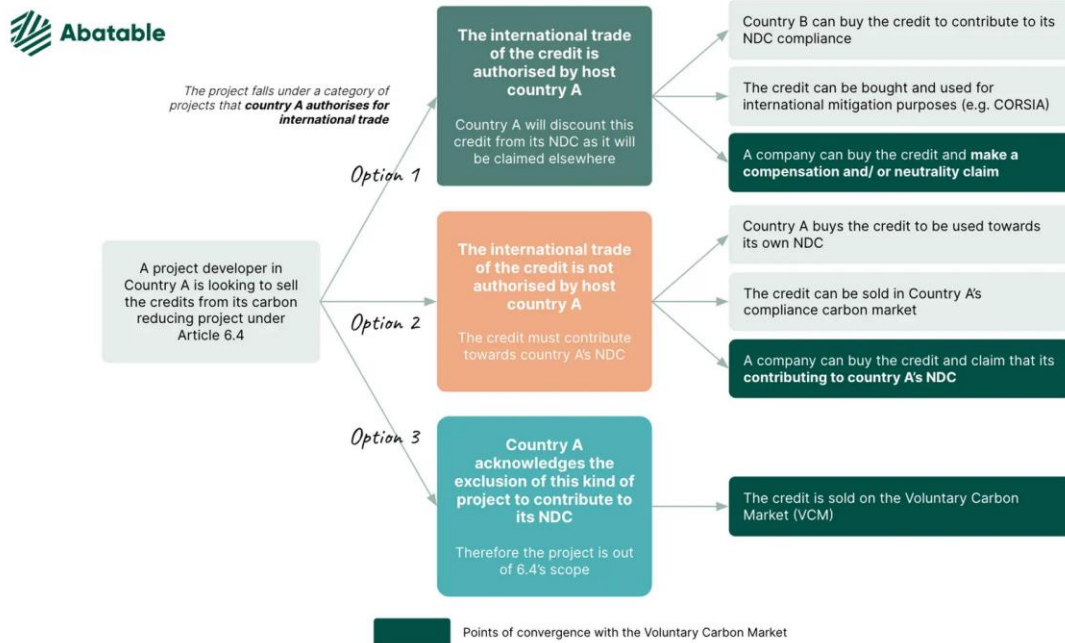 Abatable
The project falls under a category of
projects that country A authorises for
international trade
Option 1
Option 2
Option 3
A project developer in
Country A is looking to sell
the credits from its carbon
reducing project under
Article 6.4
The international trade
of the credit is
authorised by host
country A
Country A will discount this
credit from its NDC as it will
be claimed elsewhere
Country B can buy the credit to contribute to its
NDC compliance
The credit can be bought and used for
international mitigation purposes (e.g. CORSIA)
A company can buy the credit and make a
compensation and/ or neutrality claim
The international trade
of the credit is not
authorised by host
country A
The credit must contribute
towards country A's NDC
Country A buys the credit to be used towards
its own NDC
The credit can be sold in Country A's
compliance carbon market
A company can buy the credit and claim that its
contributing to country A's NDC
Country A
acknowledges the
exclusion of this kind of
project to contribute to
its NDC
Therefore the project is out
of 6.4's scope
The credit is sold on the Voluntary Carbon
Market (VCM)
Points of convergence with the Voluntary Carbon Market